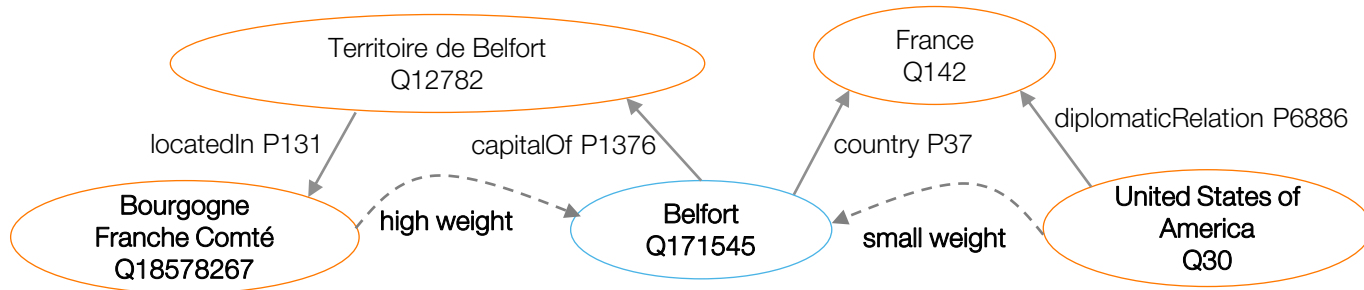 Territoire de Belfort
Q12782
France
Q142
locatedIn P131
capitalOf P1376
country P37
diplomaticRelation P6886
Bourgogne
Franche Comté
Q18578267
high weight
Belfort
Q171545
small weight
United States of
America
Q30